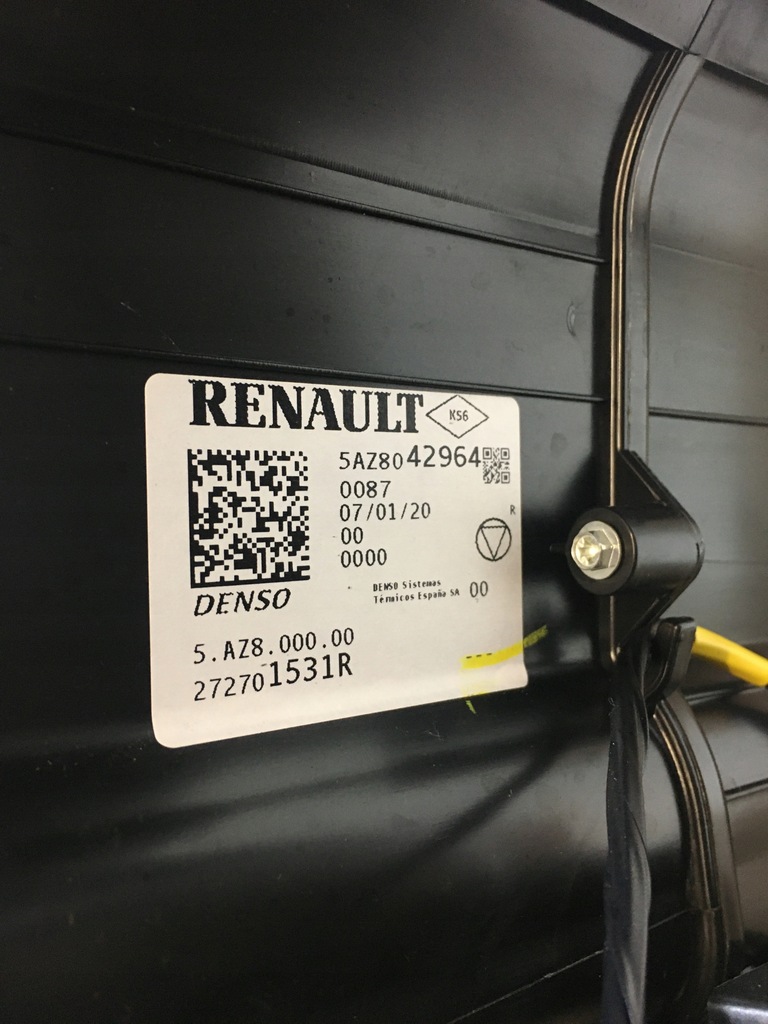 RENAULT K56
5AZ8042964
0087
07/01/20
R
00
0000
DENSO Sistemas
Térmicos España SA 00
DENSO
5.AZ8.000.00
272701531R
---